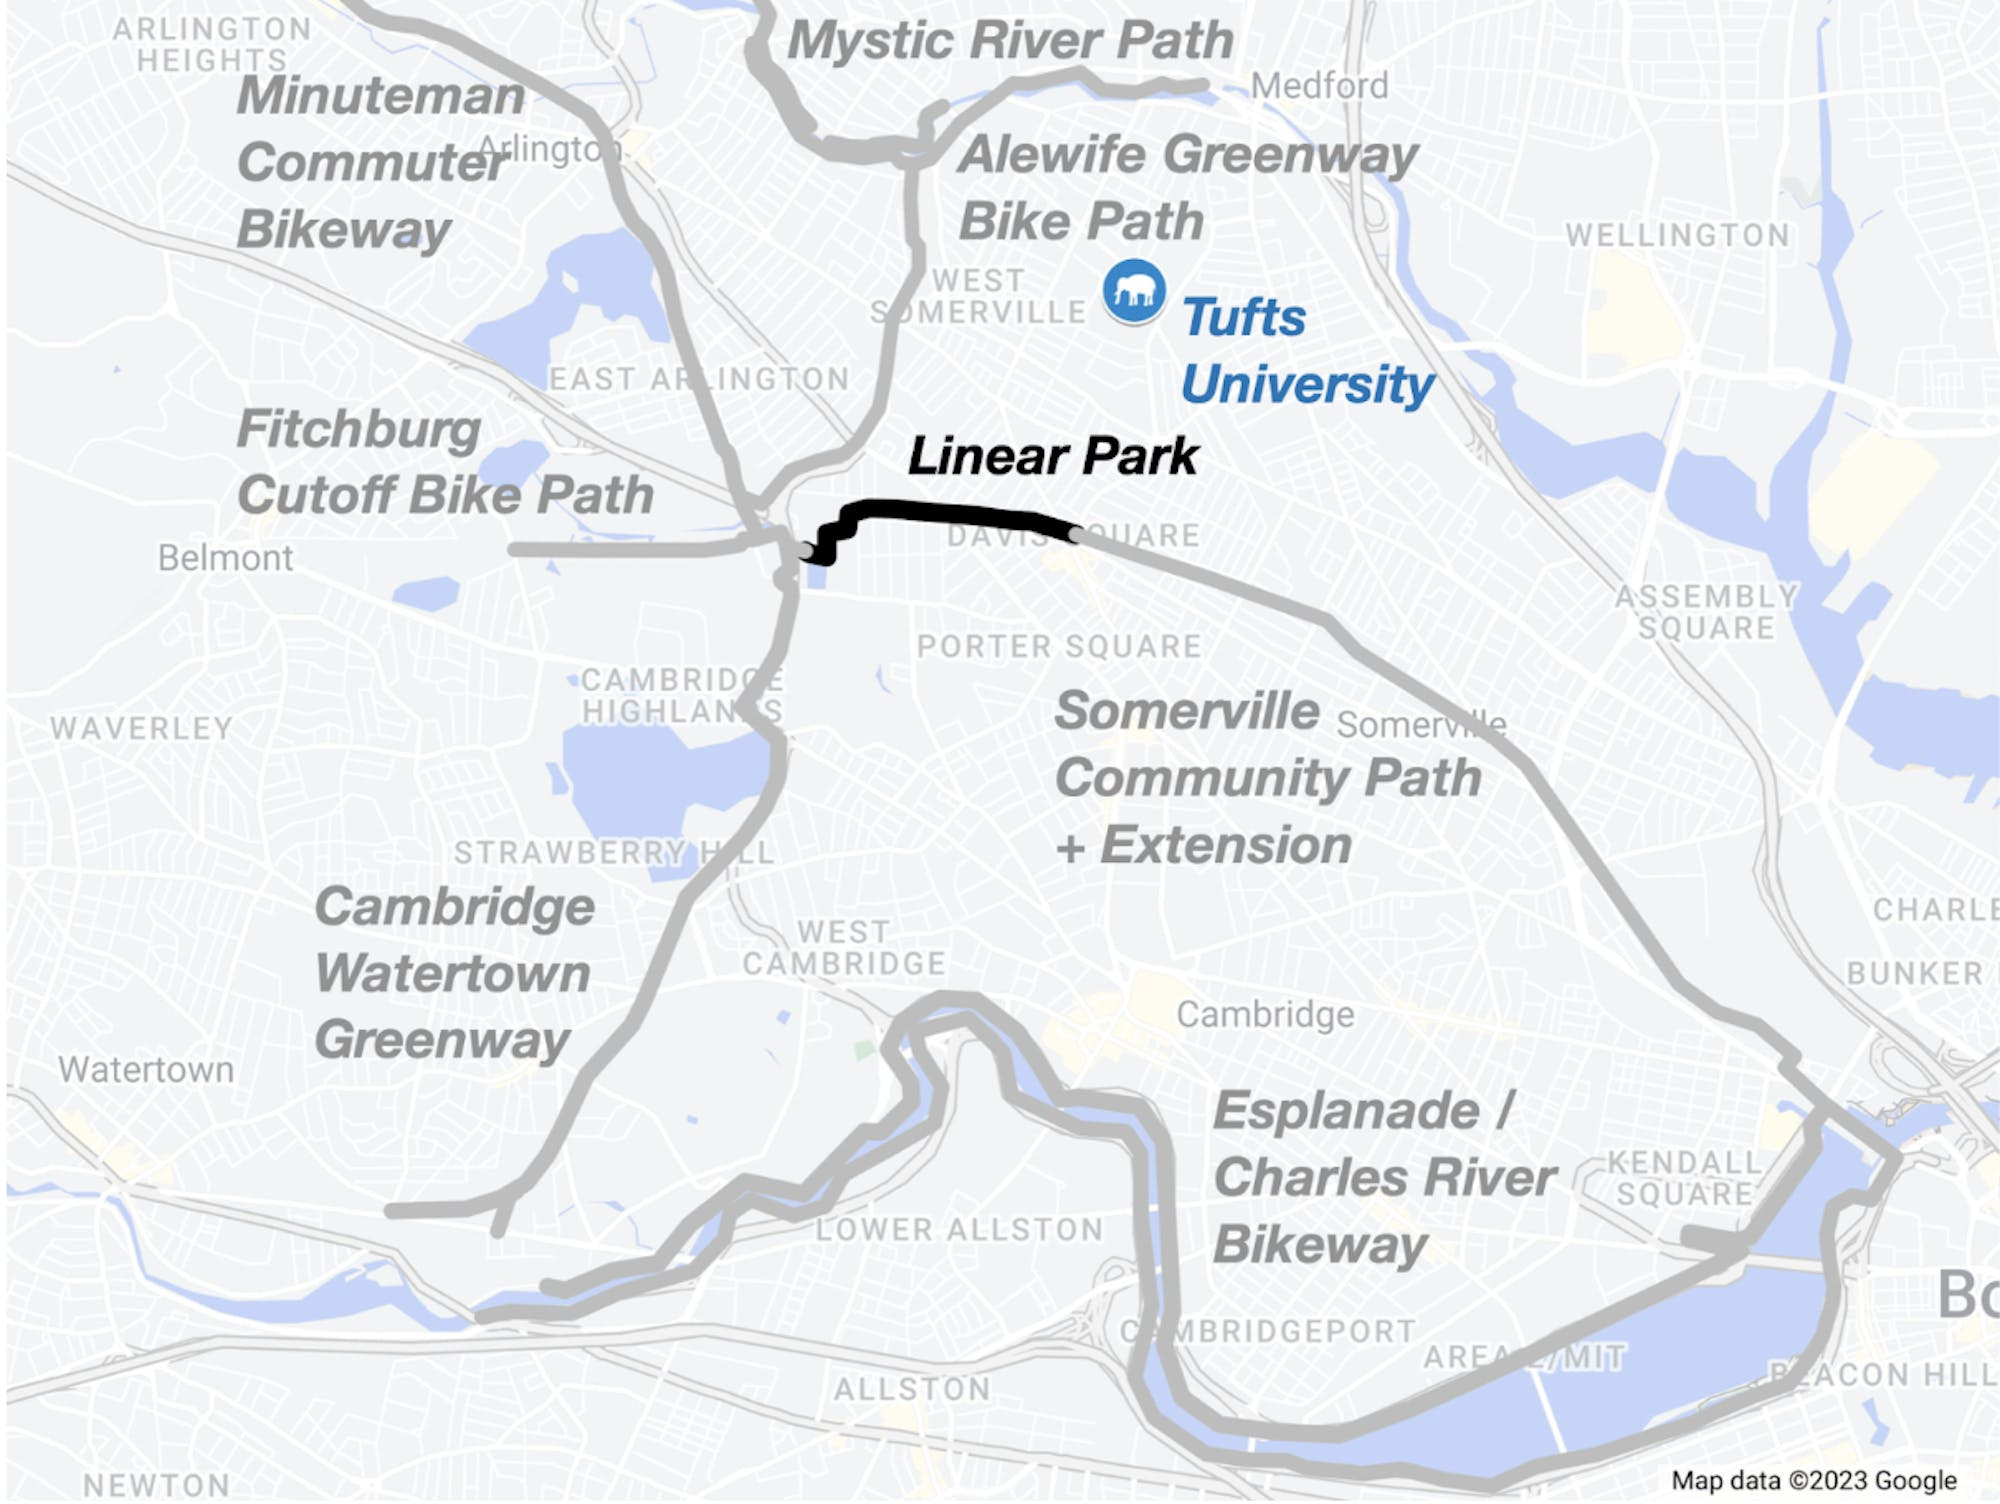 ARLINGTON
HEIGHTS
Mystic River Path
Medford
Minuteman
Commuter
Bikeway
Arlington
Alewife Greenway
Bike Path
WELLINGTON
WEST
SOMERVILLE
Tufts
University
EAST ARLINGTON
Fitchburg
Cutoff Bike Path
Linear Park
DAVIS SQUARE
Belmont
ASSEMBLY
SQUARE
PORTER SQUARE
CAMBRIDGE
HIGHLANDS
WAVERLEY
Somerville
Community Path
+ Extension
Somerville
STRAWBERRY HILL
Cambridge
Watertown
Greenway
WEST
CAMBRIDGE
CHARLE
BUNKER
Cambridge
Watertown
Esplanade /
Charles River
Bikeway
KENDALL
SQUARE
LOWER ALLSTON
Bo
CAMBRIDGEPORT
AREA 2/MIT
BEACON HILL
ALLSTON
NEWTON
Map data ©2023 Google